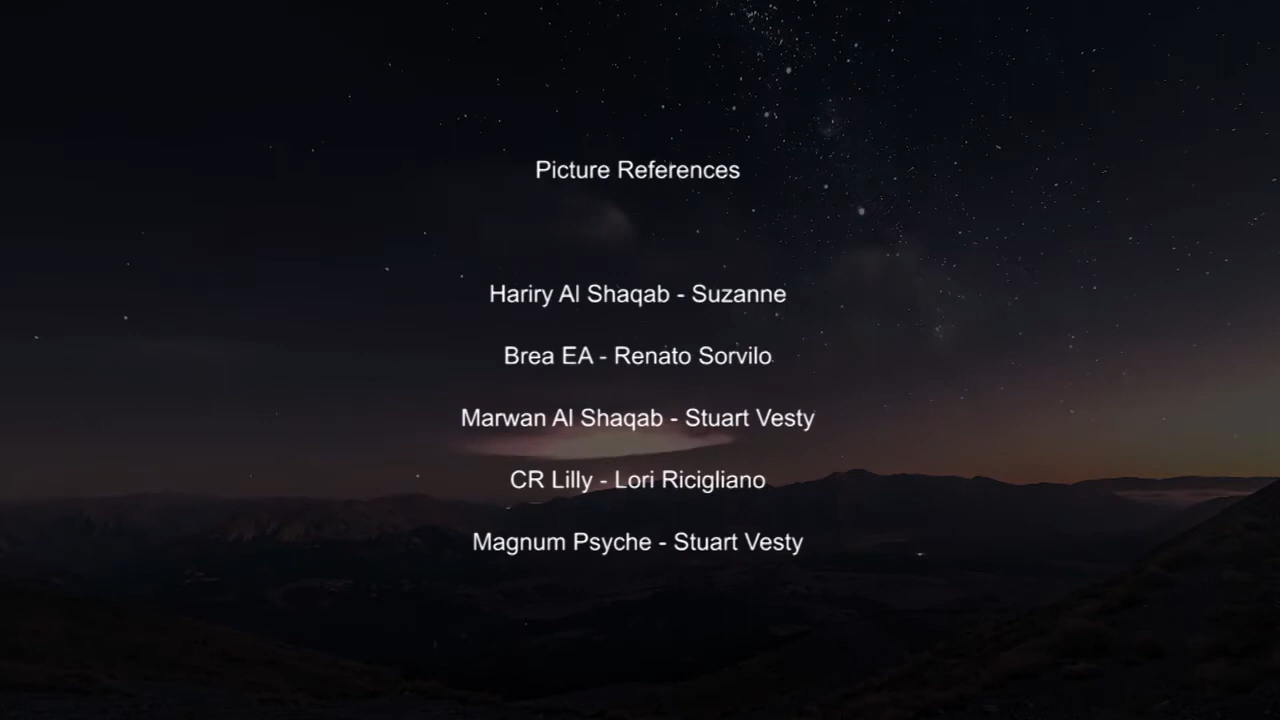 Picture References
Hariry Al Shaqab - Suzanne
Brea EA - Renato Sorvilo
Marwan Al Shaqab - Stuart Vesty
CR Lilly - Lori Ricigliano
Magnum Psyche - Stuart Vesty